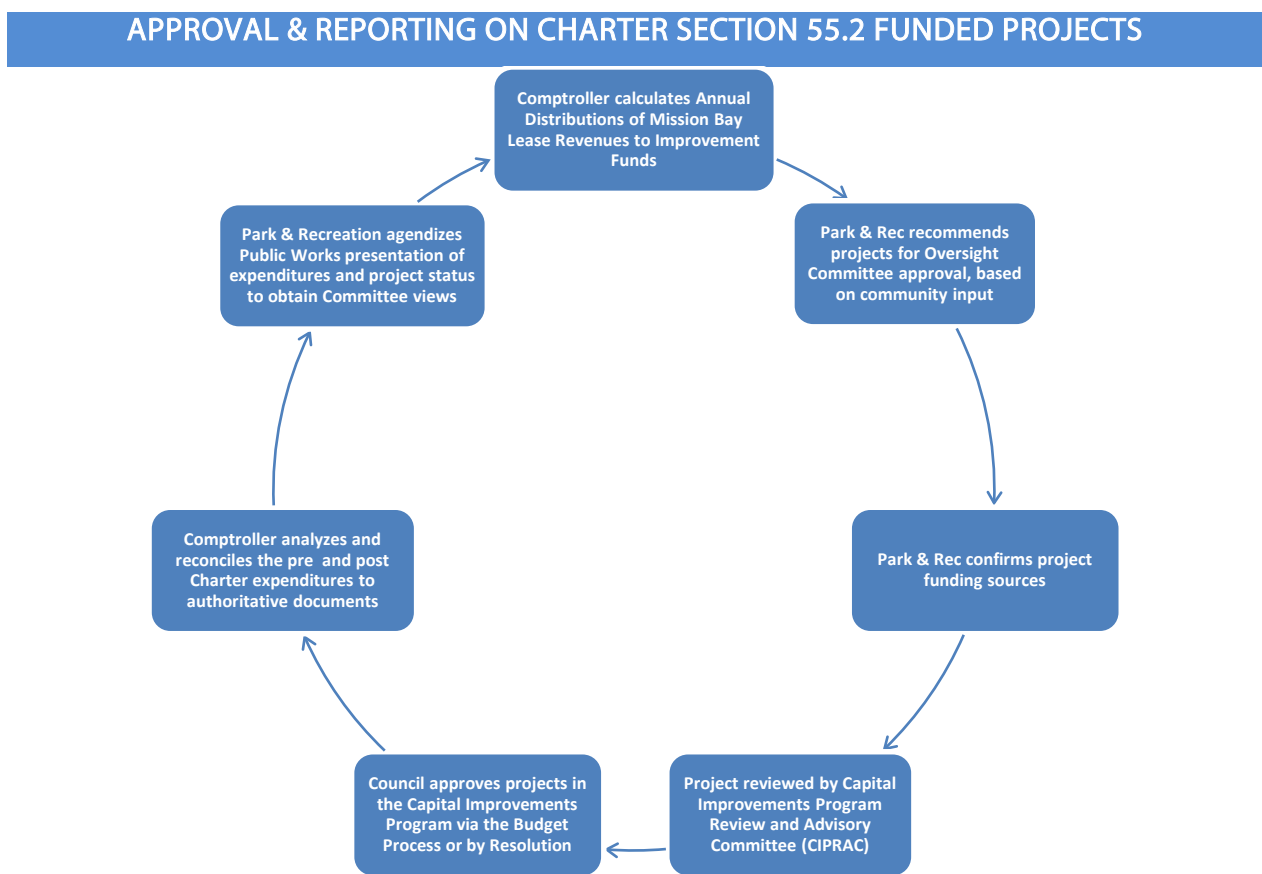 APPROVAL & REPORTING ON CHARTER SECTION 55.2 FUNDED PROJECTS
Comptroller calculates Annual
Distributions of Mission Bay
Lease Revenues to Improvement
Funds
Park & Rec recommends
projects for Oversight
Committee approval, based
on community input
Park & Rec confirms project
funding sources
Project reviewed by Capital
Improvements Program
Review and Advisory
Committee (CIPRAC)
Council approves projects in
the Capital Improvements
Program via the Budget
Process or by Resolution
Comptroller analyzes and
reconciles the pre and post
Charter expenditures to
authoritative documents
Park & Recreation agendizes
Public Works presentation of
expenditures and project status
to obtain Committee views